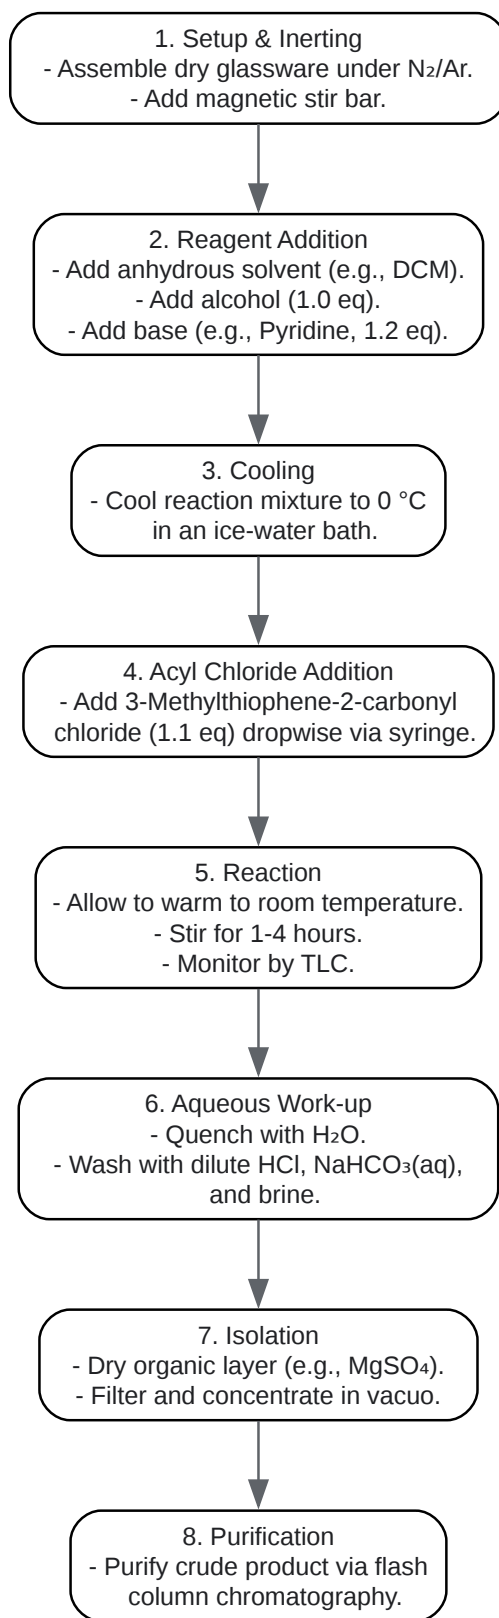 1. Setup & Inerting
- Assemble dry glassware under N₂/Ar.
- Add magnetic stir bar.
2. Reagent Addition
- Add anhydrous solvent (e.g., DCM).
- Add alcohol (1.0 eq).
- Add base (e.g., Pyridine, 1.2 eq).
3. Cooling
- Cool reaction mixture to 0 °C
in an ice-water bath.
4. Acyl Chloride Addition
- Add 3-Methylthiophene-2-carbonyl
chloride (1.1 eq) dropwise via syringe.
5. Reaction
- Allow to warm to room temperature.
- Stir for 1-4 hours.
- Monitor by TLC.
6. Aqueous Work-up
- Quench with H₂O.
- Wash with dilute HCl, NaHCO₃(aq),
and brine.
7. Isolation
- Dry organic layer (e.g., MgSO₄).
- Filter and concentrate in vacuo.
8. Purification
- Purify crude product via flash
column chromatography.